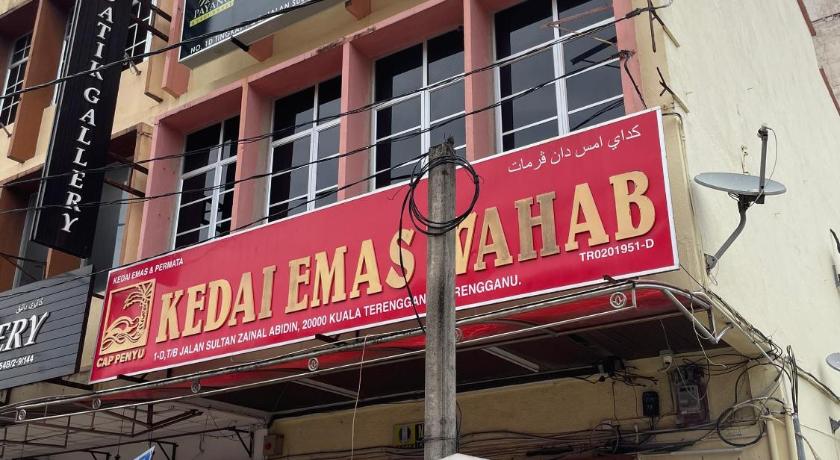 PAYANG
BATIK GALLERY
كداي امس دان ڤرمات
KEDAI EMAS & PERMATA
KEDAI EMAS WAHAB
TR0201951-D
CAP PENYU
1-D,T/B JALAN SULTAN ZAINAL ABIDIN, 20000 KUALA TERENGGANU, TERENGGANU.
ERY